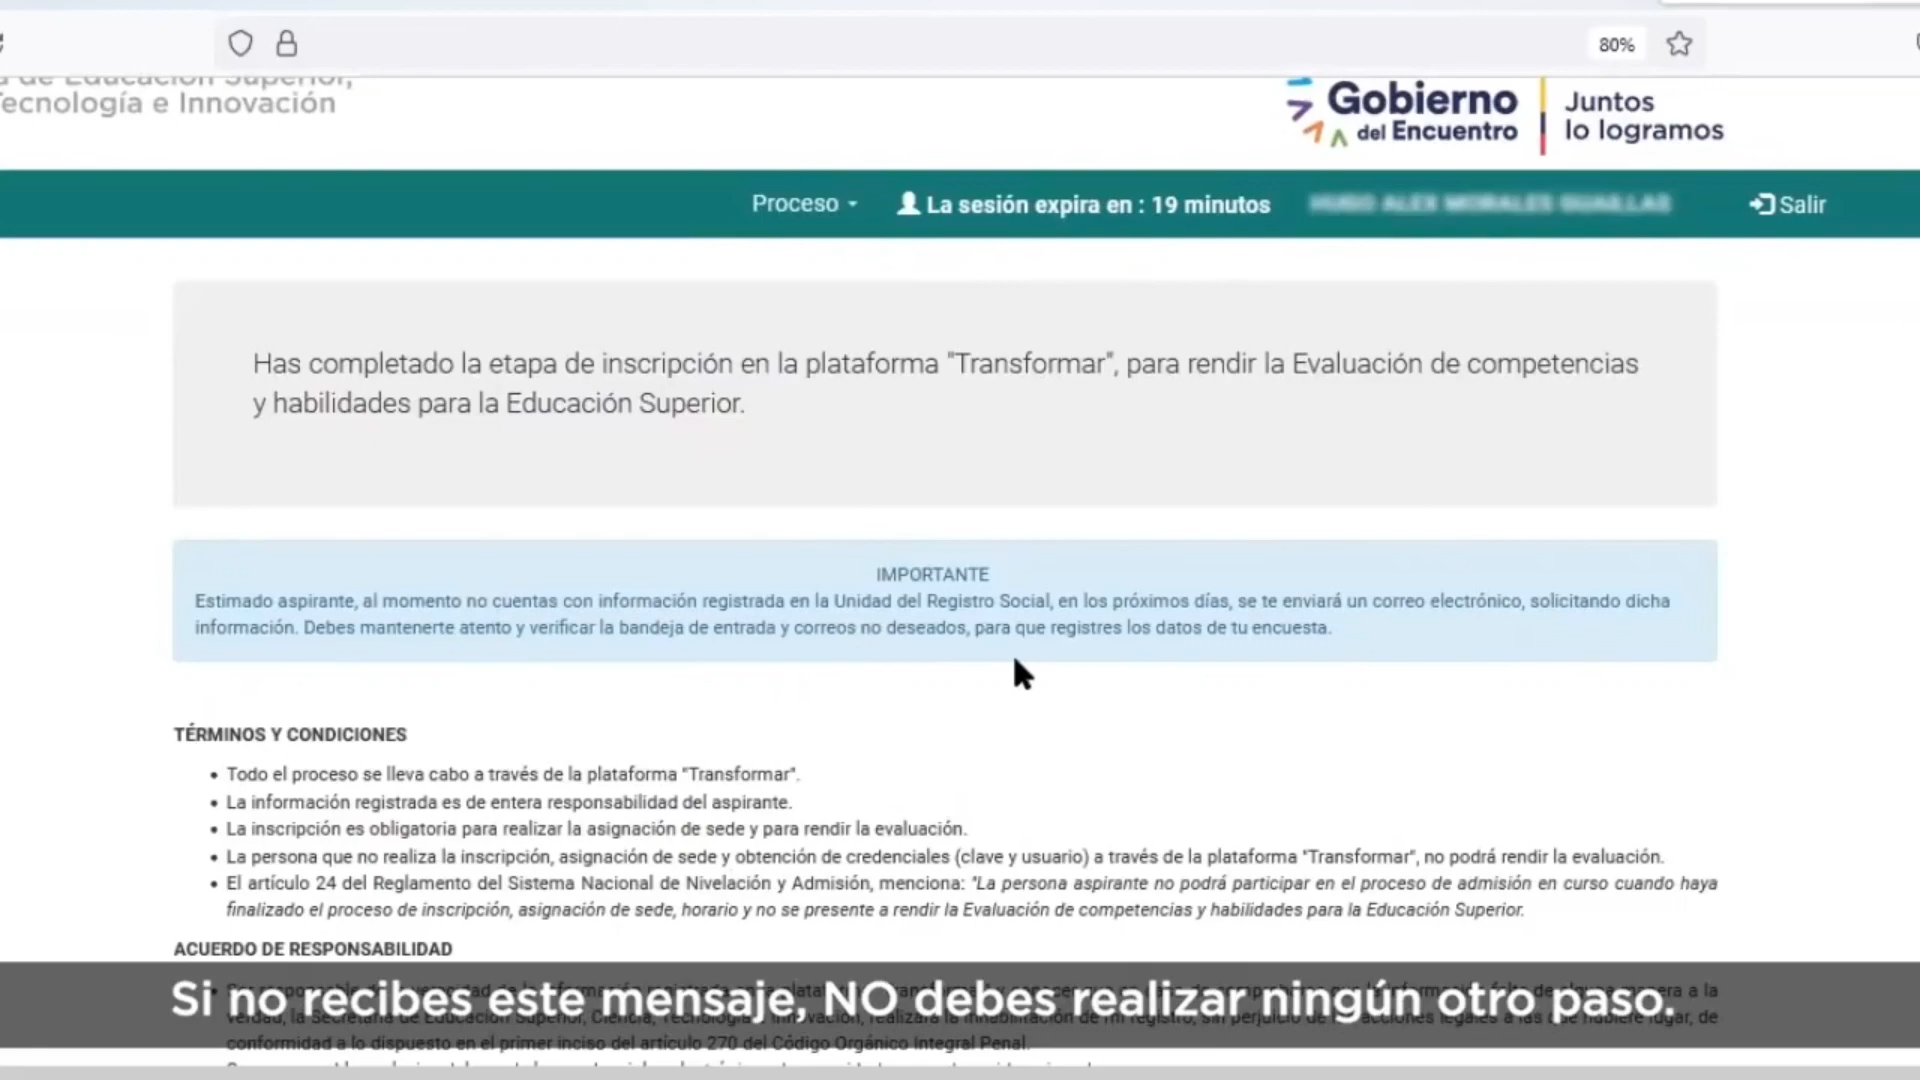 de Educación Superior,
Tecnología e Innovación
80%
Gobierno
del Encuentro
Juntos
lo logramos
Proceso
La sesión expira en : 19 minutos
Salir
Has completado la etapa de inscripción en la plataforma "Transformar", para rendir la Evaluación de competencias
y habilidades para la Educación Superior.
IMPORTANTE
Estimado aspirante, al momento no cuentas con información registrada en la Unidad del Registro Social, en los próximos días, se te enviará un correo electrónico, solicitando dicha
información. Debes mantenerte atento y verificar la bandeja de entrada y correos no deseados, para que registres los datos de tu encuesta.
TÉRMINOS Y CONDICIONES
• Todo el proceso se lleva cabo a través de la plataforma "Transformar".
• La información registrada es de entera responsabilidad del aspirante.
• La inscripción es obligatoria para realizar la asignación de sede y para rendir la evaluación.
• La persona que no realiza la inscripción, asignación de sede y obtención de credenciales (clave y usuario) a través de la plataforma "Transformar", no podrá rendir la evaluación.
• El artículo 24 del Reglamento del Sistema Nacional de Nivelación y Admisión, menciona: "La persona aspirante no podrá participar en el proceso de admisión en curso cuando haya
finalizado el proceso de inscripción, asignación de sede, horario y no se presente a rendir la Evaluación de competencias y habilidades para la Educación Superior.
ACUERDO DE RESPONSABILIDAD
Si no recibes este mensaje, NO debes realizar ningún otro paso.
conformidad a lo dispuesto en el primer inciso del artículo 270 del Código Orgánico Integral Penal.